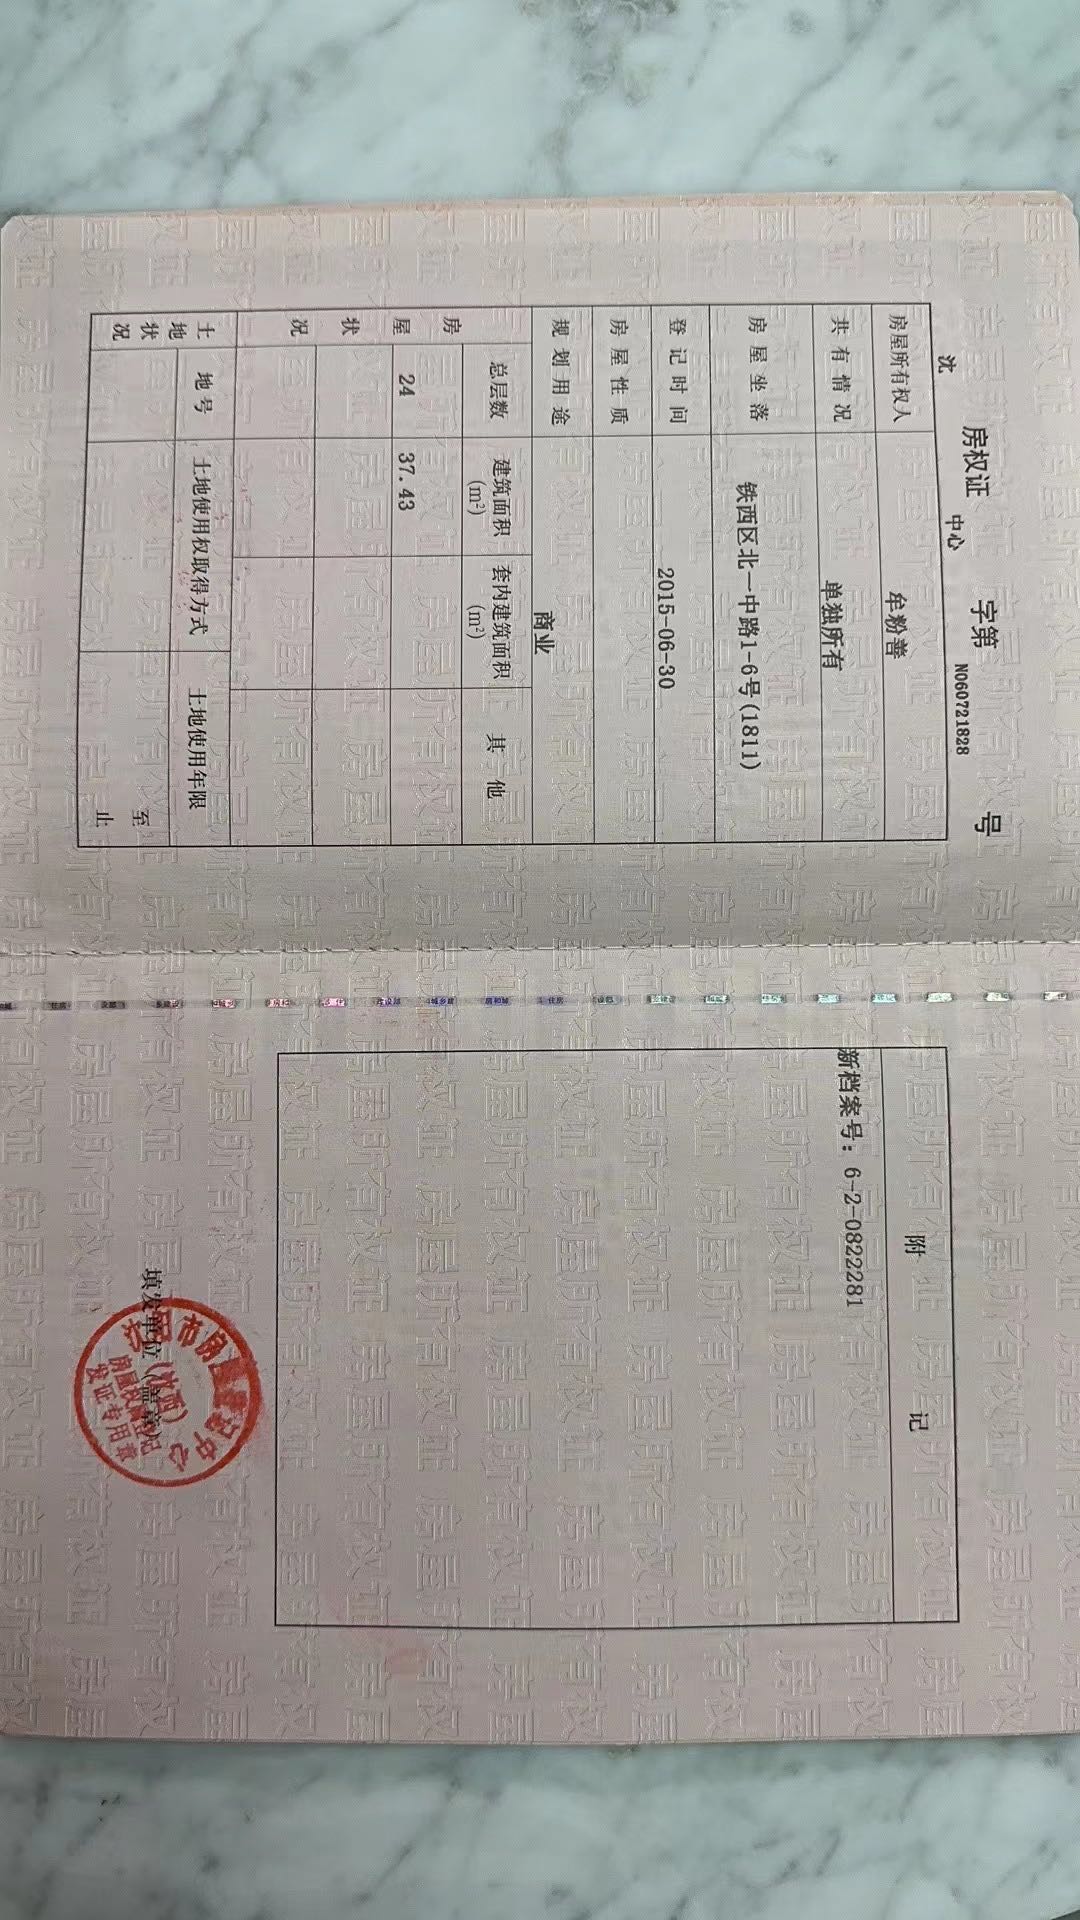 房权证 字第 号
沈 中心 N060721828
房屋所有权人 牟粉善
共有情况 单独所有
房屋坐落 铁西区北一中路1-6号(1811)
登记时间 2015-06-30
房屋性质
规划用途 商业
房屋状况
总层数 建筑面积(m²) 套内建筑面积(m²) 其他
24 37.43
土地状况
地号 土地使用权取得方式 土地使用年限
至
止
附 记
新档案号：6-2-0822281
填发单位（盖章）
市房屋登记中心
房屋权属登记
发证专用章
房屋所有权证